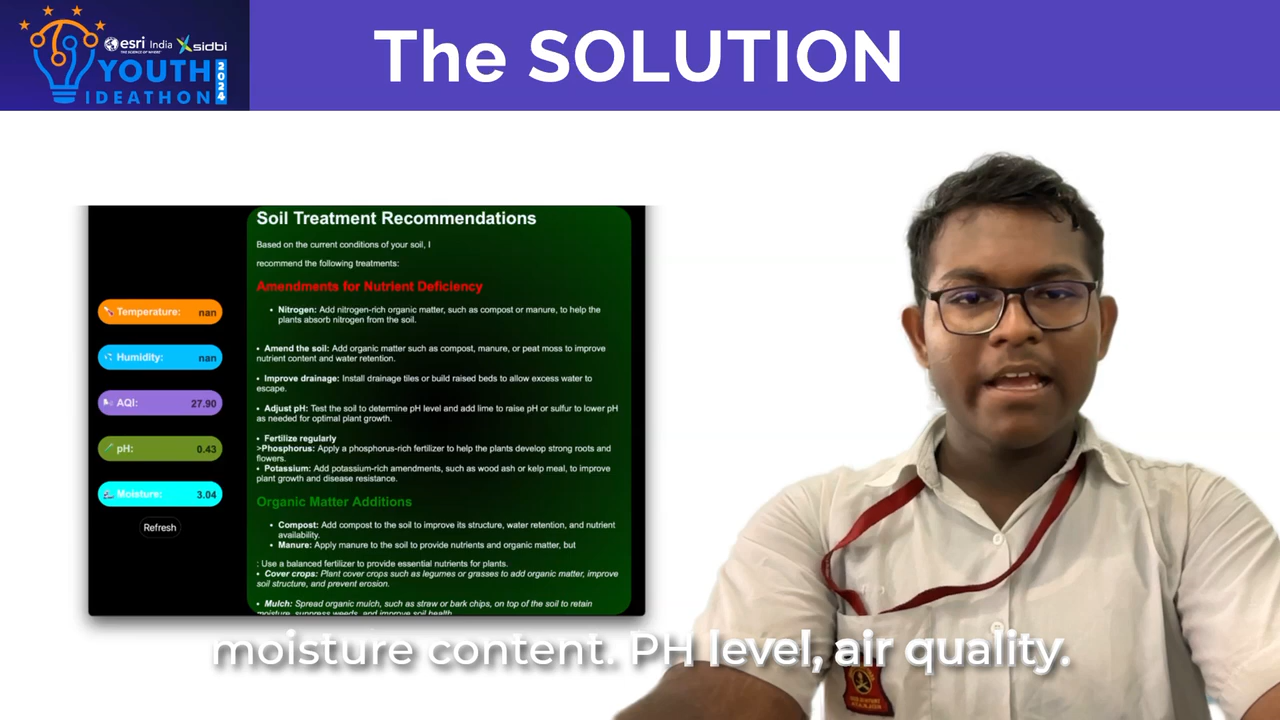 esri India sidbi
THE SCIENCE OF WHERE
YOUTH
IDEATHON
2024
The SOLUTION
Temperature: nan
Humidity: nan
AQI: 27.90
pH: 0.43
Moisture: 3.04
Refresh
Soil Treatment Recommendations
Based on the current conditions of your soil, I
recommend the following treatments:
Amendments for Nutrient Deficiency
• Nitrogen: Add nitrogen-rich organic matter, such as compost or manure, to help the
plants absorb nitrogen from the soil.
• Amend the soil: Add organic matter such as compost, manure, or peat moss to improve
nutrient content and water retention.
• Improve drainage: Install drainage tiles or build raised beds to allow excess water to
escape.
• Adjust pH: Test the soil to determine pH level and add lime to raise pH or sulfur to lower pH
as needed for optimal plant growth.
• Fertilize regularly
>Phosphorus: Apply a phosphorus-rich fertilizer to help the plants develop strong roots and
flowers.
• Potassium: Add potassium-rich amendments, such as wood ash or kelp meal, to improve
plant growth and disease resistance.
Organic Matter Additions
• Compost: Add compost to the soil to improve its structure, water retention, and nutrient
availability.
• Manure: Apply manure to the soil to provide nutrients and organic matter, but
: Use a balanced fertilizer to provide essential nutrients for plants.
• Cover crops: Plant cover crops such as legumes or grasses to add organic matter, improve
soil structure, and prevent erosion.
• Mulch: Spread organic mulch, such as straw or bark chips, on top of the soil to retain
moisture, suppress weeds, and improve soil health.
moisture content. PH level, air quality.